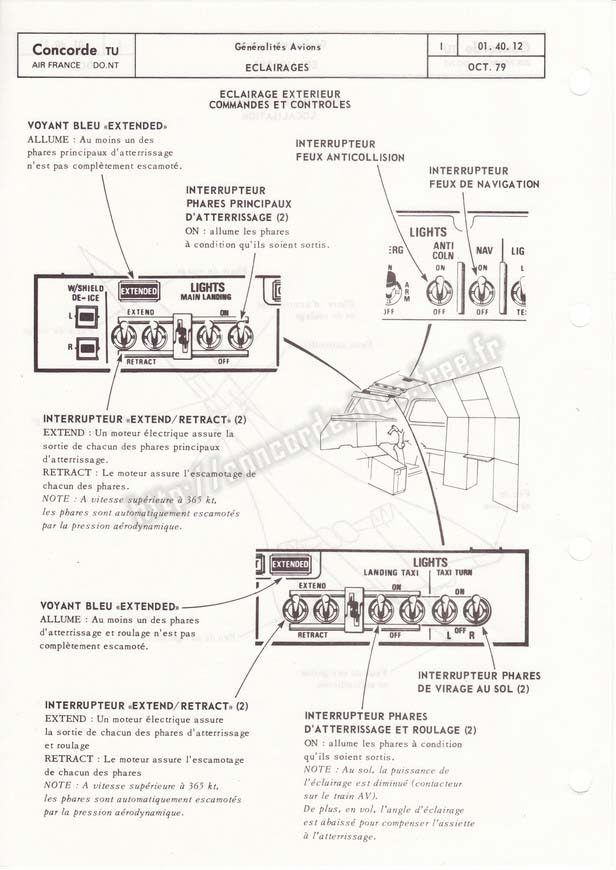 Concorde TU
AIR FRANCE DO.NT
Généralités Avions
ECLAIRAGES
I
01. 40. 12
OCT. 79
ECLAIRAGE EXTERIEUR
COMMANDES ET CONTROLES
VOYANT BLEU «EXTENDED»
ALLUME : Au moins un des
phares principaux d'atterrissage
n'est pas complètement escamoté.
INTERRUPTEUR
PHARES PRINCIPAUX
D'ATTERRISSAGE (2)
ON : allume les phares
à condition qu'ils soient sortis.
INTERRUPTEUR
FEUX ANTICOLLISION
INTERRUPTEUR
FEUX DE NAVIGATION
LIGHTS
ERG
ANTI
COLN
NAV
LIG
ON
ON
ON
ARM
OFF
OFF
OFF
TE
W/SHIELD
DE-ICE
L
R
EXTENDED
LIGHTS
MAIN LANDING
EXTEND
ON
RETRACT
OFF
INTERRUPTEUR «EXTEND/RETRACT» (2)
EXTEND : Un moteur électrique assure la
sortie de chacun des phares principaux
d'atterrissage.
RETRACT : Le moteur assure l'escamotage de
chacun des phares.
NOTE : A vitesse supérieure à 365 kt,
les phares sont automatiquement escamotés
par la pression aérodynamique.
EXTENDED
LIGHTS
LANDING TAXI
TAXI TURN
EXTEND
ON
ON
RETRACT
OFF
L
OFF
R
VOYANT BLEU «EXTENDED»
ALLUME : Au moins un des phares
d'atterrissage et roulage n'est pas
complètement escamoté.
INTERRUPTEUR PHARES
DE VIRAGE AU SOL (2)
INTERRUPTEUR «EXTEND/RETRACT» (2)
EXTEND : Un moteur électrique assure
la sortie de chacun des phares d'atterrissage
et roulage
RETRACT : Le moteur assure l'escamotage
de chacun des phares
NOTE : A vitesse supérieure à 365 kt,
les phares sont automatiquement escamotés
par la pression aérodynamique.
INTERRUPTEUR PHARES
D'ATTERRISSAGE ET ROULAGE (2)
ON : allume les phares à condition
qu'ils soient sortis.
NOTE : Au sol, la puissance de
l'éclairage est diminué (contacteur
sur le train AV).
De plus, en vol, l'angle d'éclairage
est abaissé pour compenser l'assiette
à l'atterrissage.